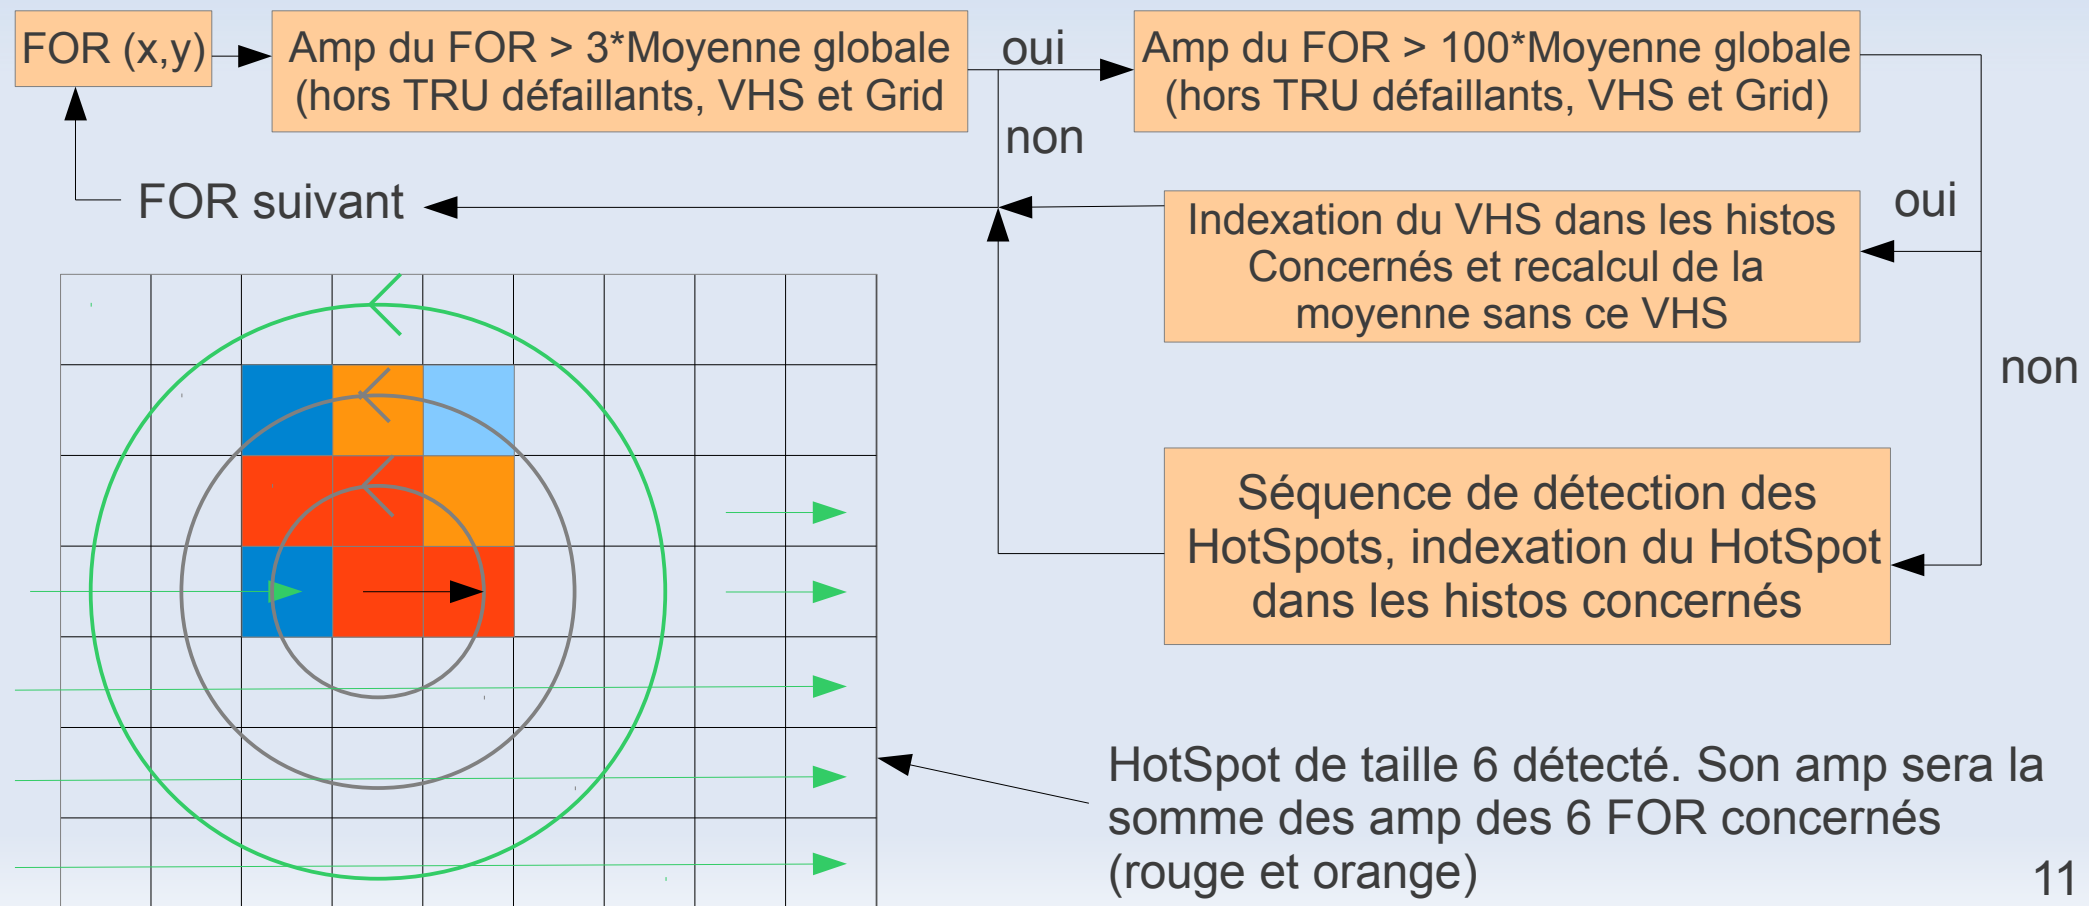 FOR (x,y)
Amp du FOR > 3*Moyenne globale
(hors TRU défaillants, VHS et Grid
oui
Amp du FOR > 100*Moyenne globale
(hors TRU défaillants, VHS et Grid)
non
FOR suivant
Indexation du VHS dans les histos
Concernés et recalcul de la
moyenne sans ce VHS
oui
non
Séquence de détection des
HotSpots, indexation du HotSpot
dans les histos concernés
HotSpot de taille 6 détecté. Son amp sera la
somme des amp des 6 FOR concernés
(rouge et orange)
11